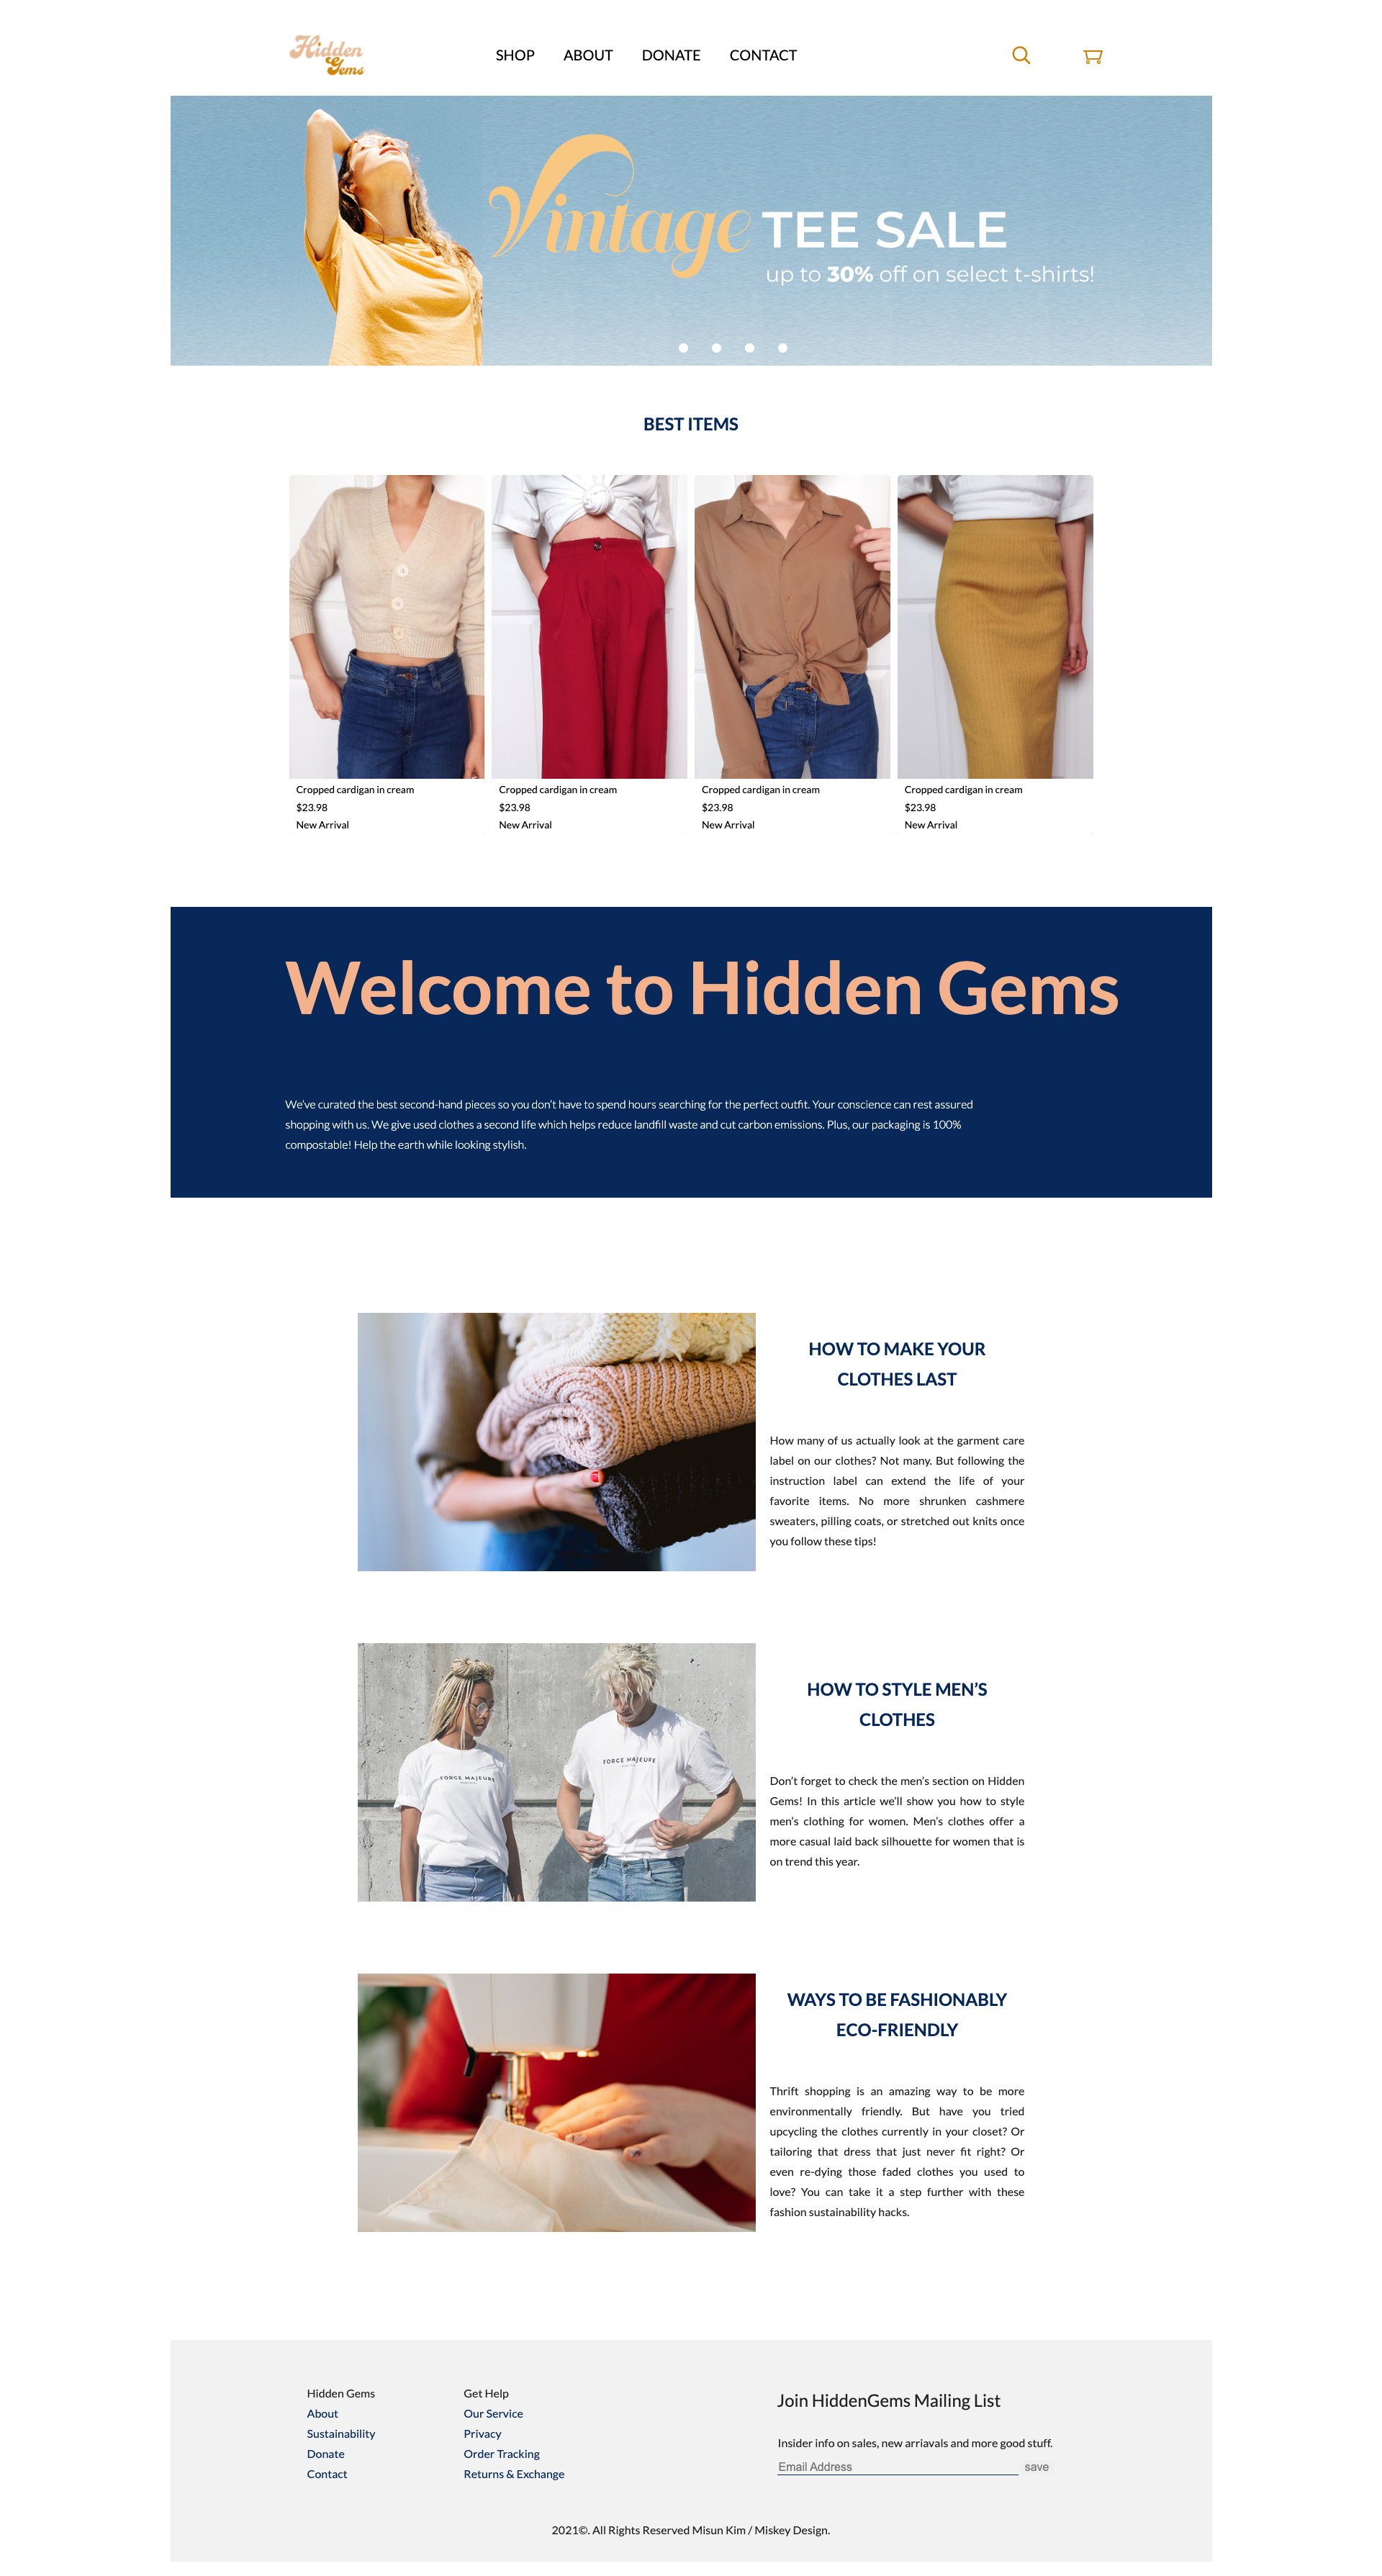 Hidden
Gems
SHOP ABOUT DONATE CONTACT
Vintage TEE SALE
up to 30% off on select t-shirts!
BEST ITEMS
Cropped cardigan in cream
$23.98
New Arrival
Cropped cardigan in cream
$23.98
New Arrival
Cropped cardigan in cream
$23.98
New Arrival
Cropped cardigan in cream
$23.98
New Arrival
Welcome to Hidden Gems
We’ve curated the best second-hand pieces so you don’t have to spend hours searching for the perfect outfit. Your conscience can rest assured
shopping with us. We give used clothes a second life which helps reduce landfill waste and cut carbon emissions. Plus, our packaging is 100%
compostable! Help the earth while looking stylish.
HOW TO MAKE YOUR
CLOTHES LAST
How many of us actually look at the garment care
label on our clothes? Not many. But following the
instruction label can extend the life of your
favorite items. No more shrunken cashmere
sweaters, pilling coats, or stretched out knits once
you follow these tips!
FORCE MAJEURE
FORCE MAJEURE
HOW TO STYLE MEN’S
CLOTHES
Don’t forget to check the men’s section on Hidden
Gems! In this article we’ll show you how to style
men’s clothing for women. Men’s clothes offer a
more casual laid back silhouette for women that is
on trend this year.
WAYS TO BE FASHIONABLY
ECO-FRIENDLY
Thrift shopping is an amazing way to be more
environmentally friendly. But have you tried
upcycling the clothes currently in your closet? Or
tailoring that dress that just never fit right? Or
even re-dying those faded clothes you used to
love? You can take it a step further with these
fashion sustainability hacks.
Hidden Gems
About
Sustainability
Donate
Contact
Get Help
Our Service
Privacy
Order Tracking
Returns & Exchange
Join HiddenGems Mailing List
Insider info on sales, new arriavals and more good stuff.
Email Address save
2021©. All Rights Reserved Misun Kim / Miskey Design.